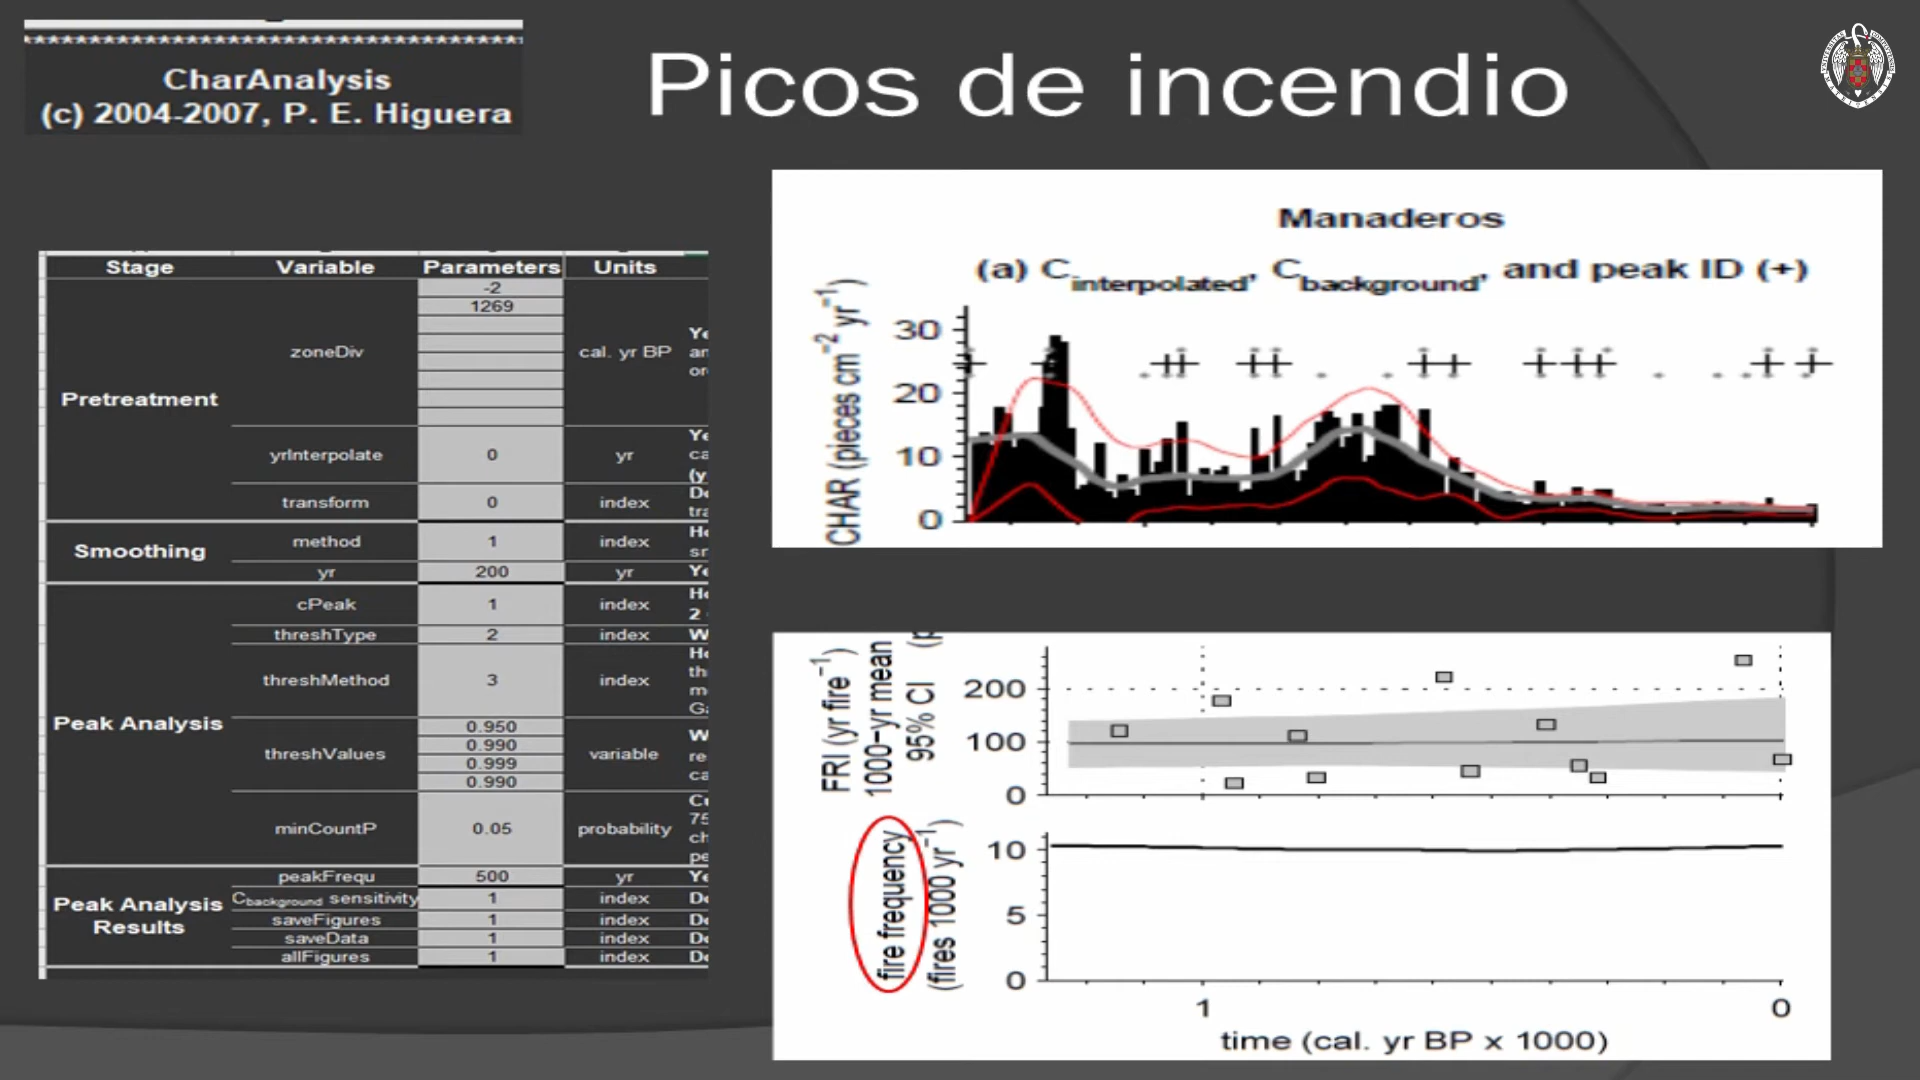 ************************************
CharAnalysis
(c) 2004-2007, P. E. Higuera
Picos de incendio
Stage Variable Parameters Units
Pretreatment
zoneDiv -2 cal. yr BP
1269
yrInterpolate 0 yr
transform 0 index
Smoothing
method 1 index
yr 200 yr
Peak Analysis
cPeak 1 index
threshType 2 index
threshMethod 3 index
threshValues 0.950 variable
0.990
0.999
0.990
minCountP 0.05 probability
Peak Analysis
Results
peakFrequ 500 yr
Cbackground sensitivity 1 index
saveFigures 1 index
saveData 1 index
allFigures 1 index
Manaderos
(a) Cinterpolated, Cbackground, and peak ID (+)
CHAR (pieces cm⁻² yr⁻¹)
30
20
10
0
FRI (yr fire⁻¹)
1000-yr mean
95% CI
200
100
0
fire frequency
(fires 1000 yr⁻¹)
10
5
0
1 0
time (cal. yr BP x 1000)